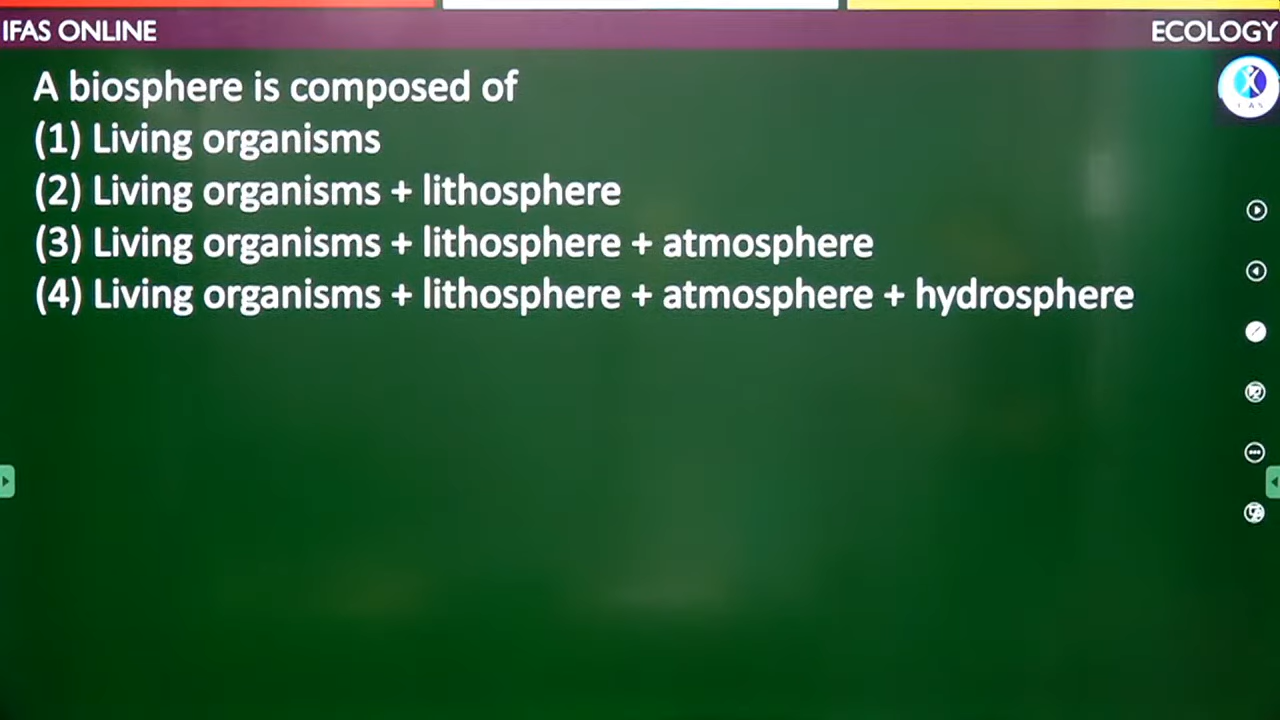 IFAS ONLINE
ECOLOGY
A biosphere is composed of
(1) Living organisms
(2) Living organisms + lithosphere
(3) Living organisms + lithosphere + atmosphere
(4) Living organisms + lithosphere + atmosphere + hydrosphere